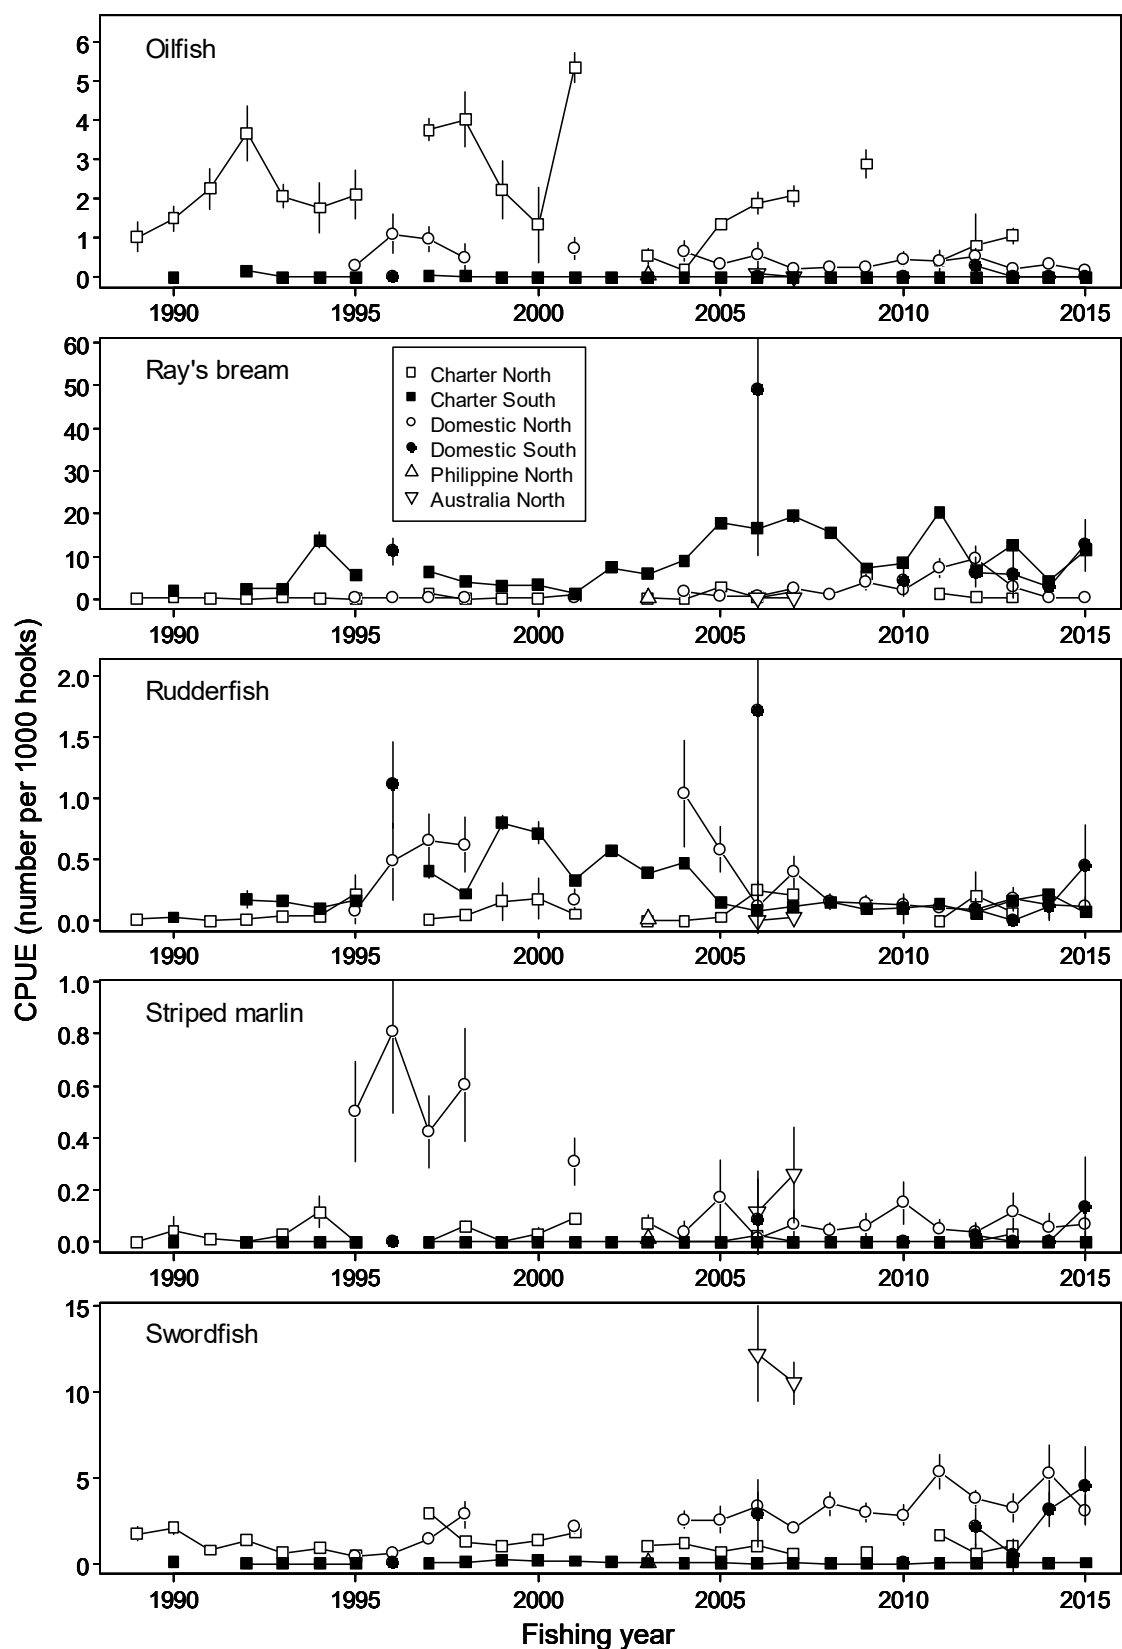 Oilfish
6
5
4
3
2
1
0
1990 1995 2000 2005 2010 2015
Ray's bream
60
50
40
30
20
10
0
Charter North
Charter South
Domestic North
Domestic South
Philippine North
Australia North
1990 1995 2000 2005 2010 2015
CPUE (number per 1000 hooks)
Rudderfish
2.0
1.5
1.0
0.5
0.0
1990 1995 2000 2005 2010 2015
Striped marlin
1.0
0.8
0.6
0.4
0.2
0.0
1990 1995 2000 2005 2010 2015
Swordfish
15
10
5
0
1990 1995 2000 2005 2010 2015
Fishing year